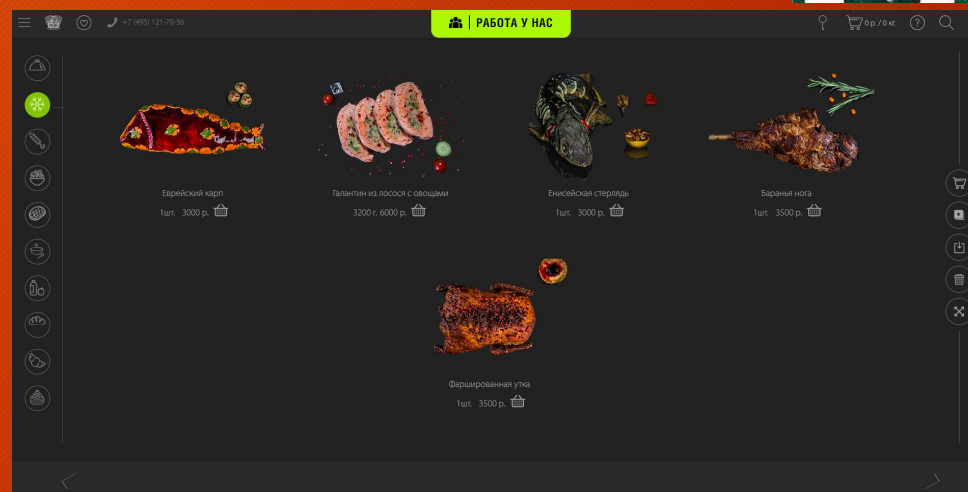 +7 (495) 121-70-36
РАБОТА У НАС
0 р. / 0 кг.
?
Еврейский карп
Галантин из лосося с овощами
Енисейская стерлядь
Баранья нога
1шт. 3000 р.
3200 г. 6000 р.
1шт. 3000 р.
1шт. 3500 р.
Фаршированная утка
1шт. 3500 р.